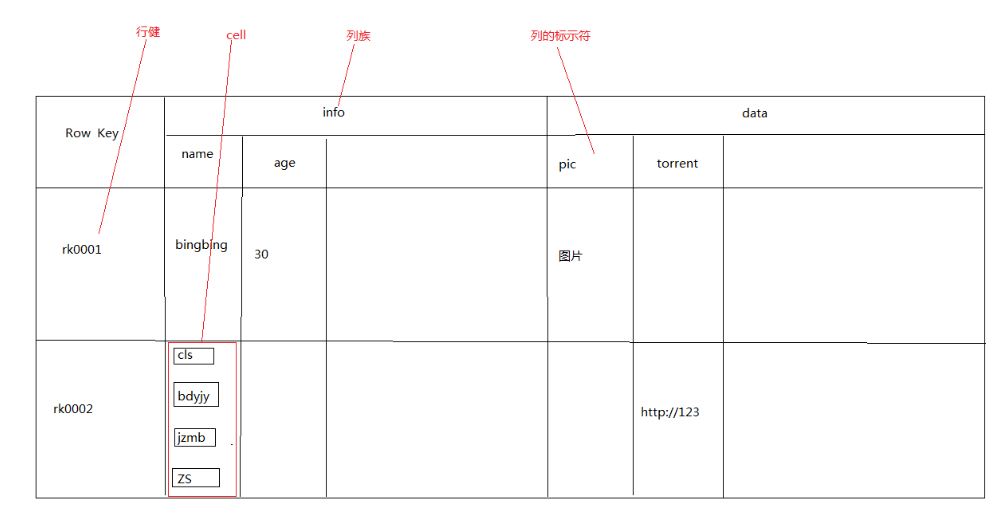 行健
cell
列族
列的标示符
info
data
Row Key
name
age
pic
torrent
rk0001
bingbing
30
图片
cls
bdyjy
jzmb
ZS
rk0002
http://123